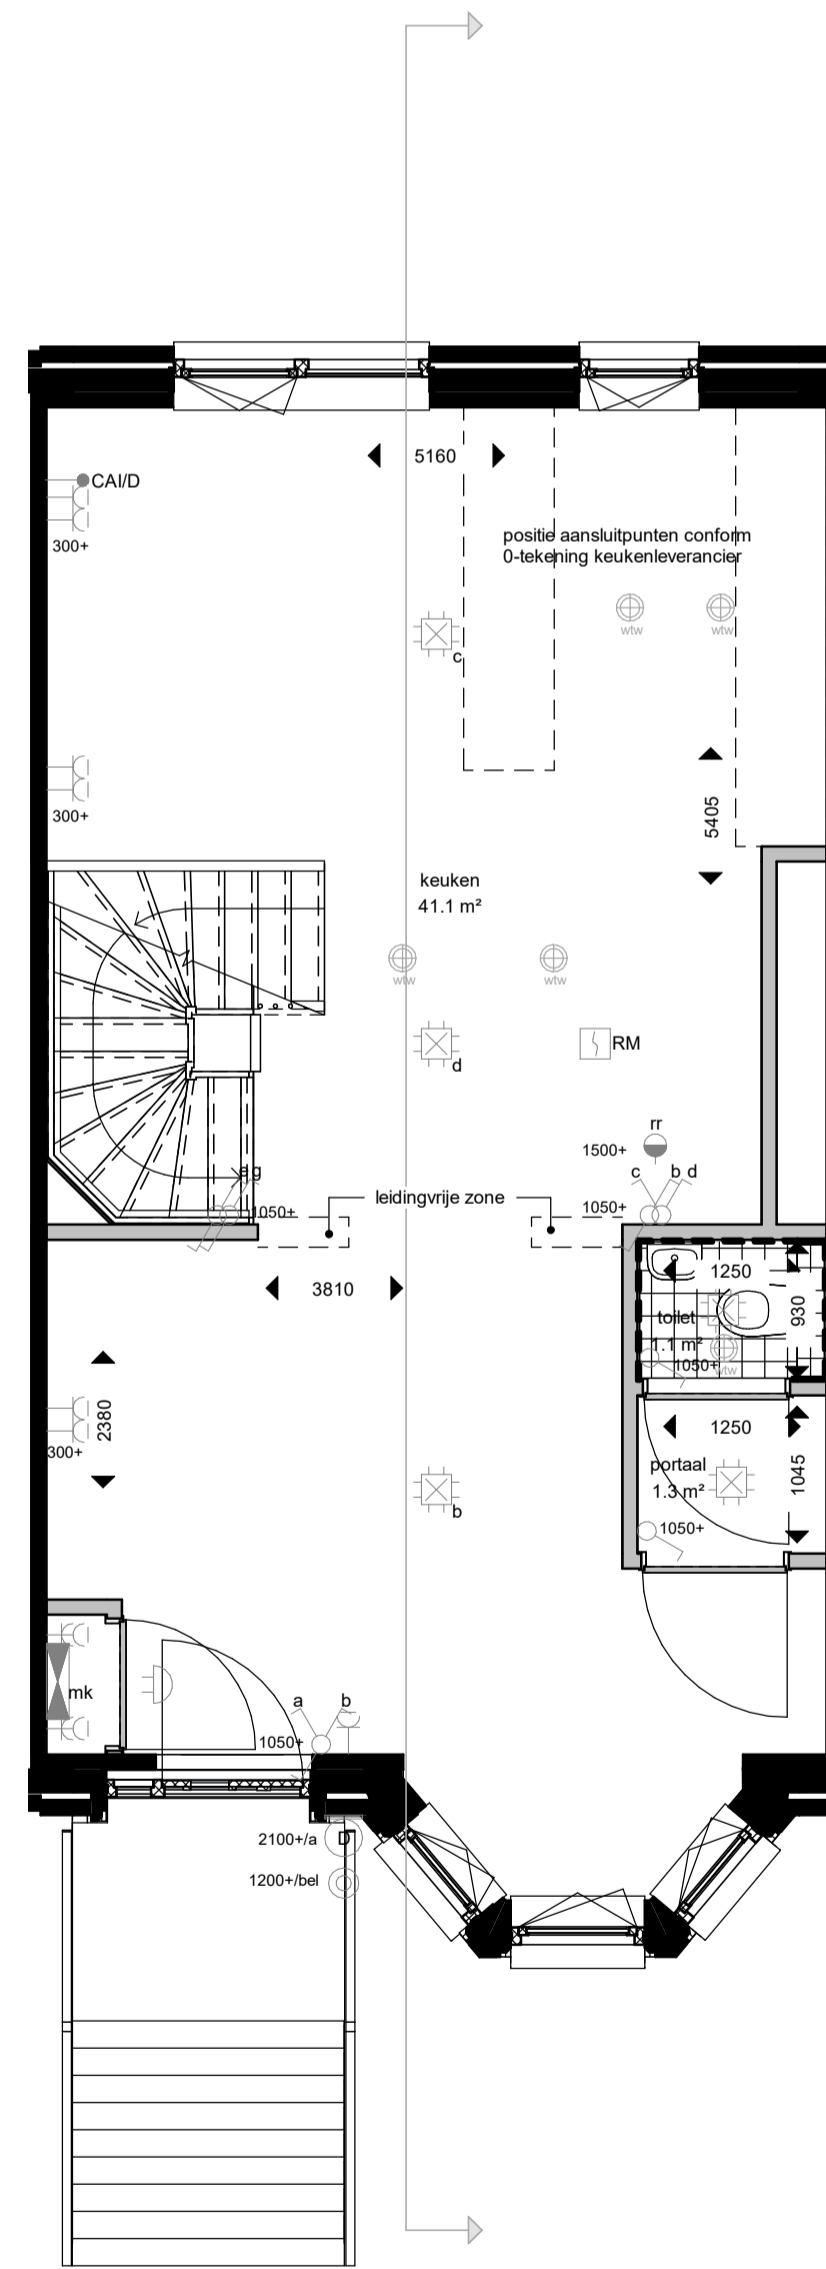 5160
CAI/D
300+
positie aansluitpunten conform
0-tekening keukenleverancier
wtw
wtw
c
300+
5405
keuken
41.1 m²
wtw
wtw
d
RM
rr
1500+
c
b d
1050+
e g
1050+
leidingvrije zone
3810
1250
930
toilet
1.1 m²
1050+
wtw
2380
300+
1250
portaal
1.3 m²
1045
1050+
b
mk
a
b
1050+
2100+/a
D
1200+/bel